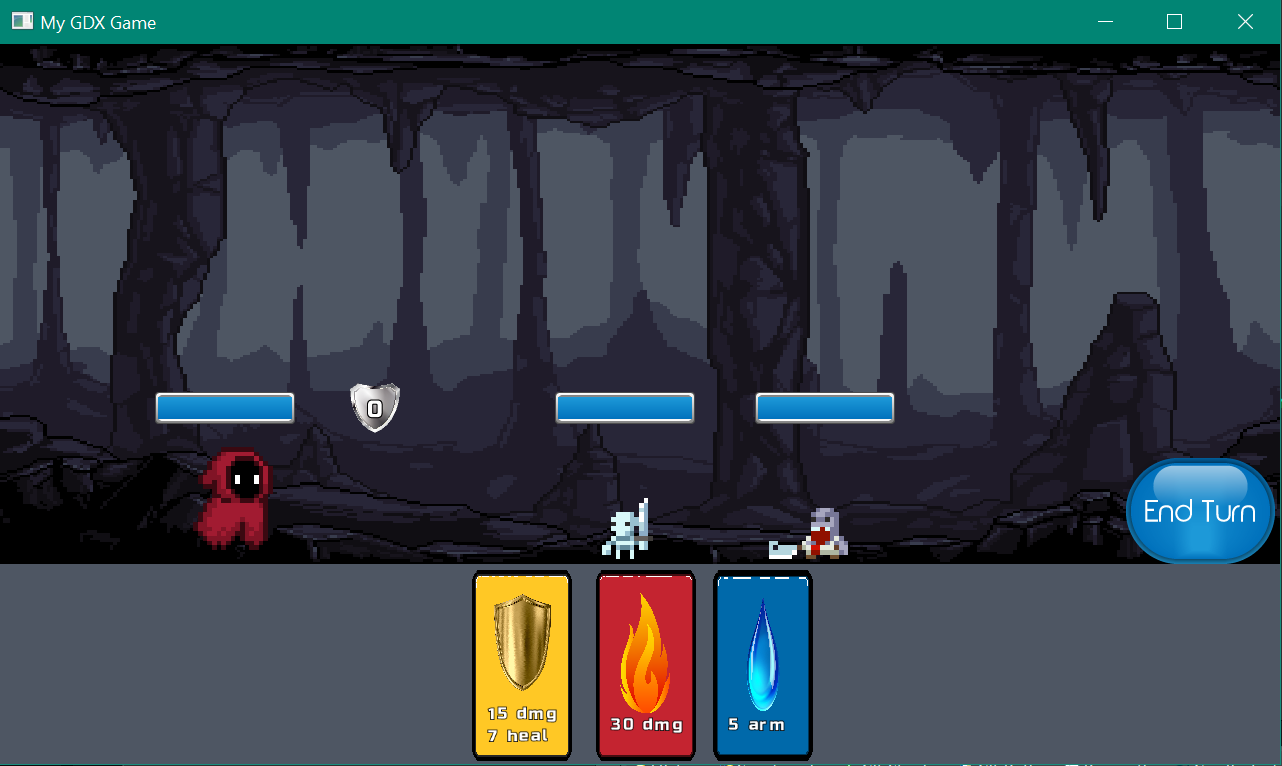 My GDX Game
0
End Turn
15 dmg
7 heal
30 dmg
5 arm